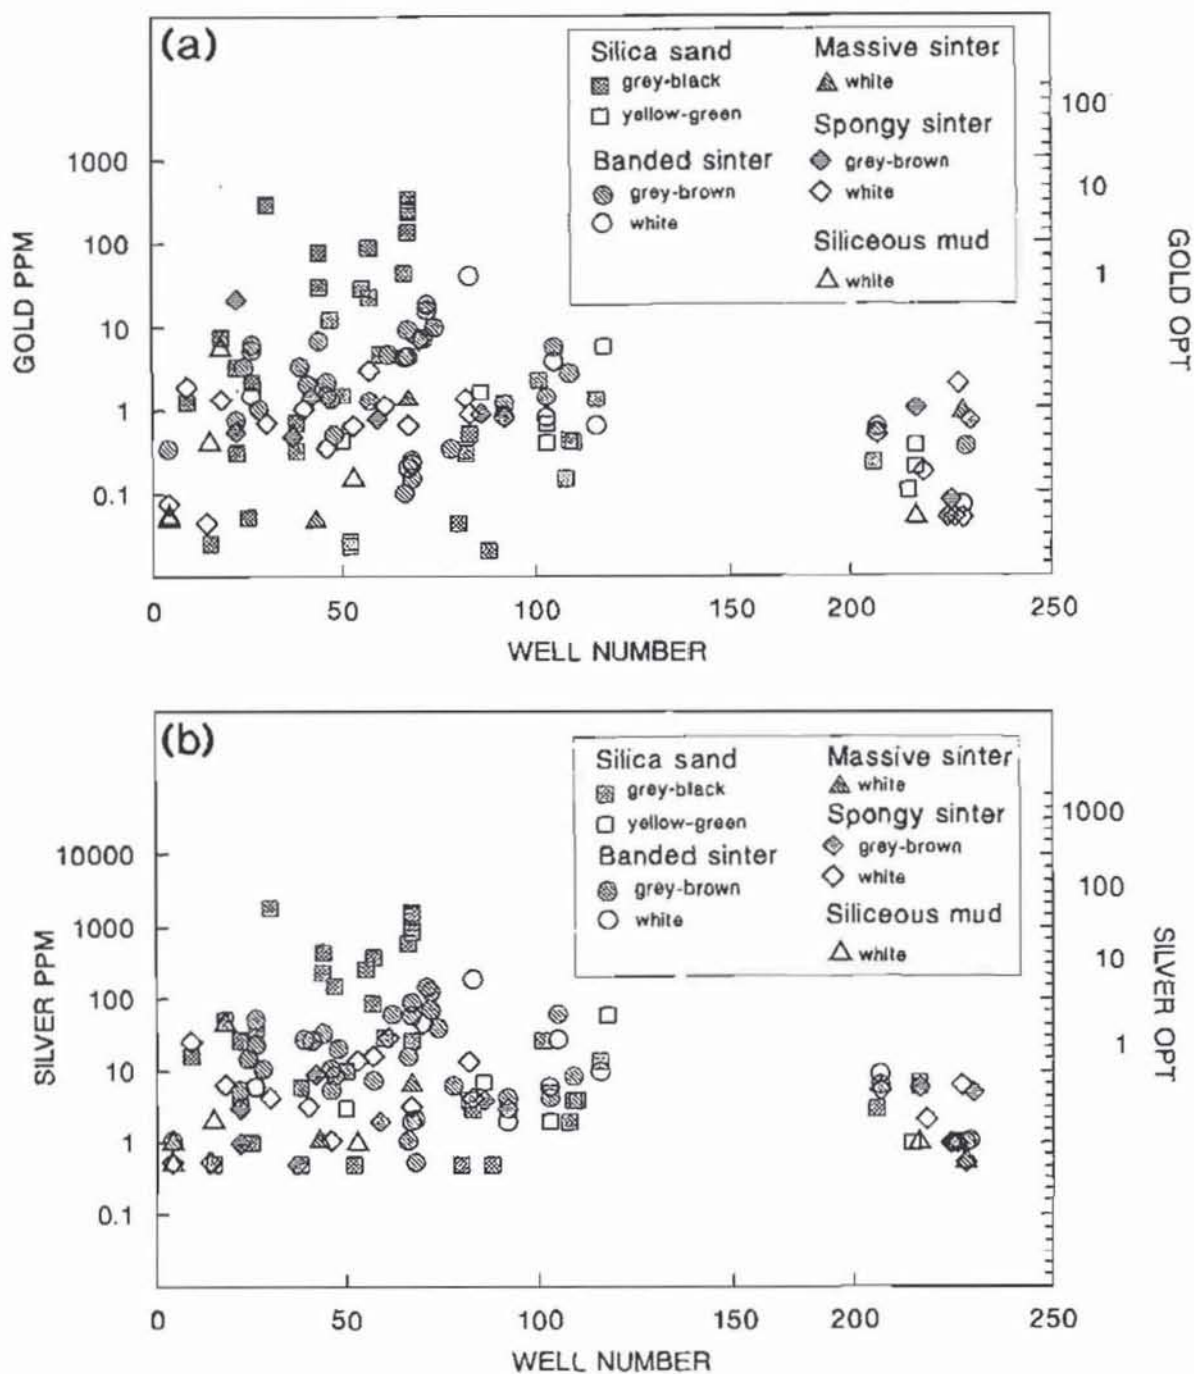 (a)
Silica sand
grey-black
yellow-green
Banded sinter
grey-brown
white
Massive sinter
white
Spongy sinter
grey-brown
white
Siliceous mud
white
GOLD PPM
1000
100
10
1
0.1
100
10
1
GOLD OPT
0 50 100 150 200 250
WELL NUMBER
(b)
Silica sand
grey-black
yellow-green
Banded sinter
grey-brown
white
Massive sinter
white
Spongy sinter
grey-brown
white
Siliceous mud
white
SILVER PPM
10000
1000
100
10
1
0.1
1000
100
10
1
SILVER OPT
0 50 100 150 200 250
WELL NUMBER